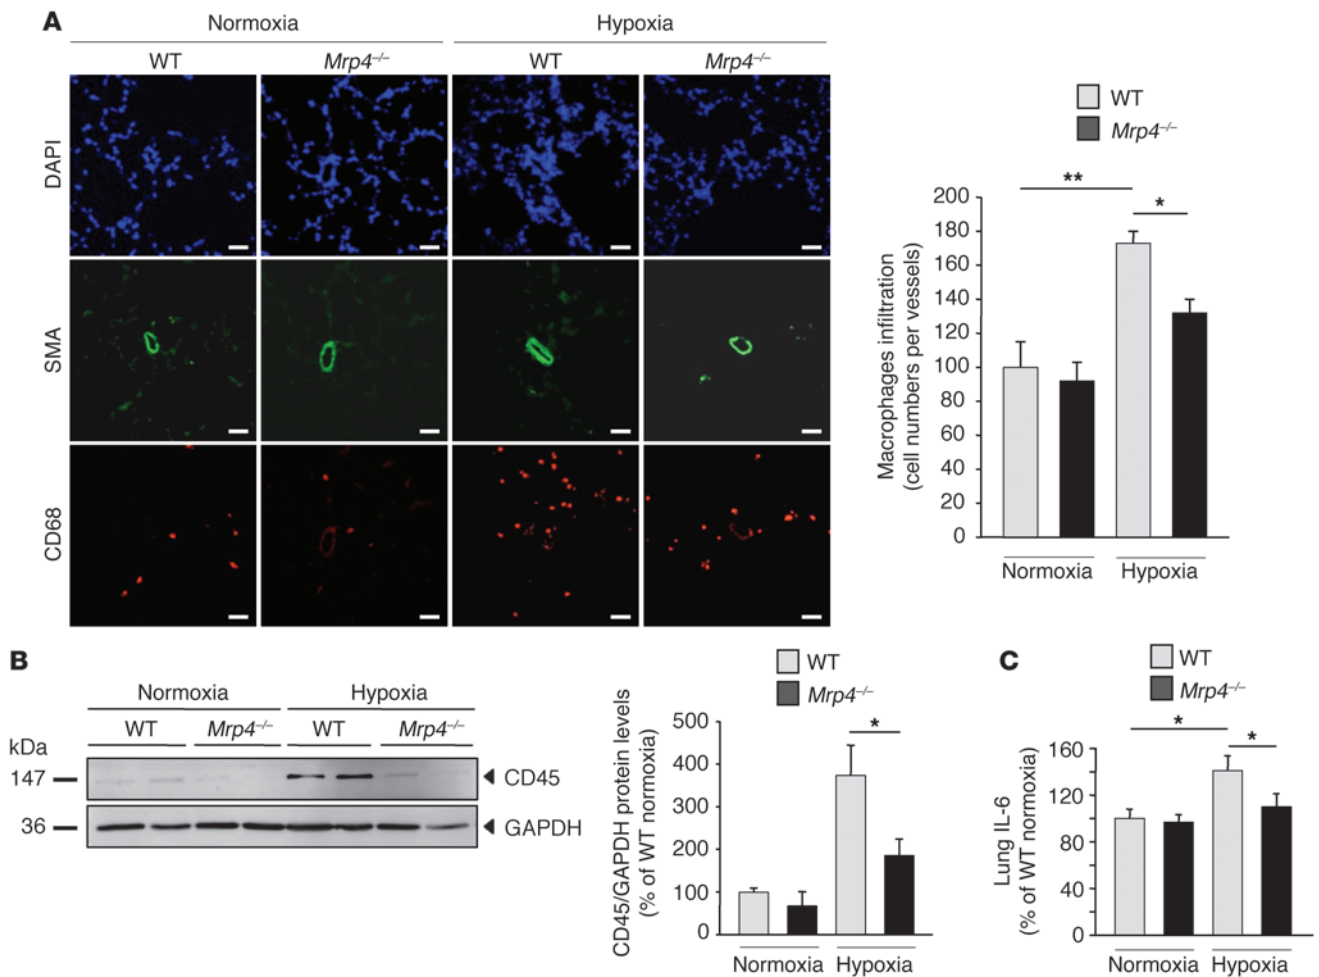 A
Normoxia
Hypoxia
WT
Mrp4–/–
WT
Mrp4–/–
DAPI
SMA
CD68
WT
Mrp4–/–
**
*
Macrophages infiltration
(cell numbers per vessels)
200
180
160
140
120
100
80
60
40
20
0
Normoxia
Hypoxia
B
Normoxia
Hypoxia
WT
Mrp4–/–
WT
Mrp4–/–
kDa
147
CD45
36
GAPDH
WT
Mrp4–/–
*
CD45/GAPDH protein levels
(% of WT normoxia)
500
400
300
200
100
0
Normoxia
Hypoxia
C
WT
Mrp4–/–
*
*
Lung IL-6
(% of WT normoxia)
160
120
80
40
0
Normoxia
Hypoxia